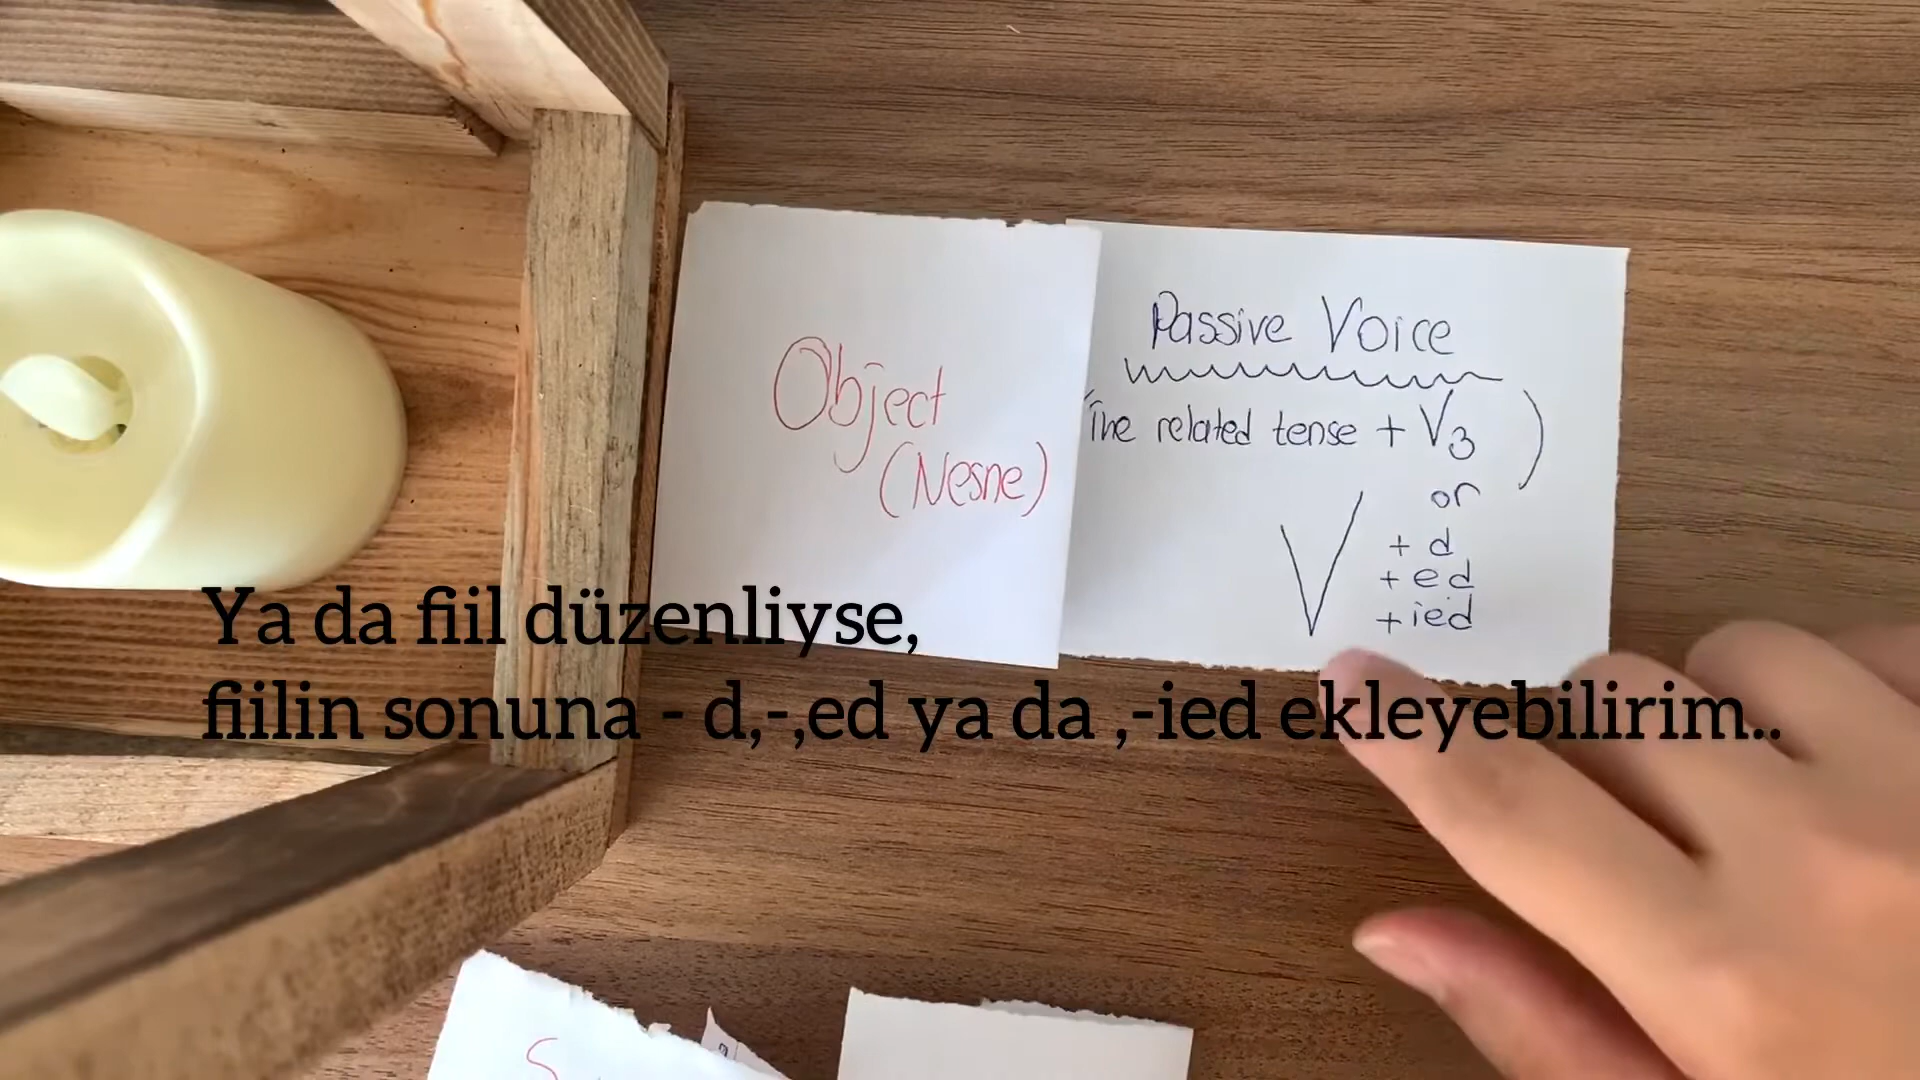 Object
(Nesne)
Passive Voice
(The related tense + V3)
or
V + d
+ ed
+ ied
Ya da fiil düzenliyse,
fiilin sonuna - d,-,ed ya da ,-ied ekleyebilirim..